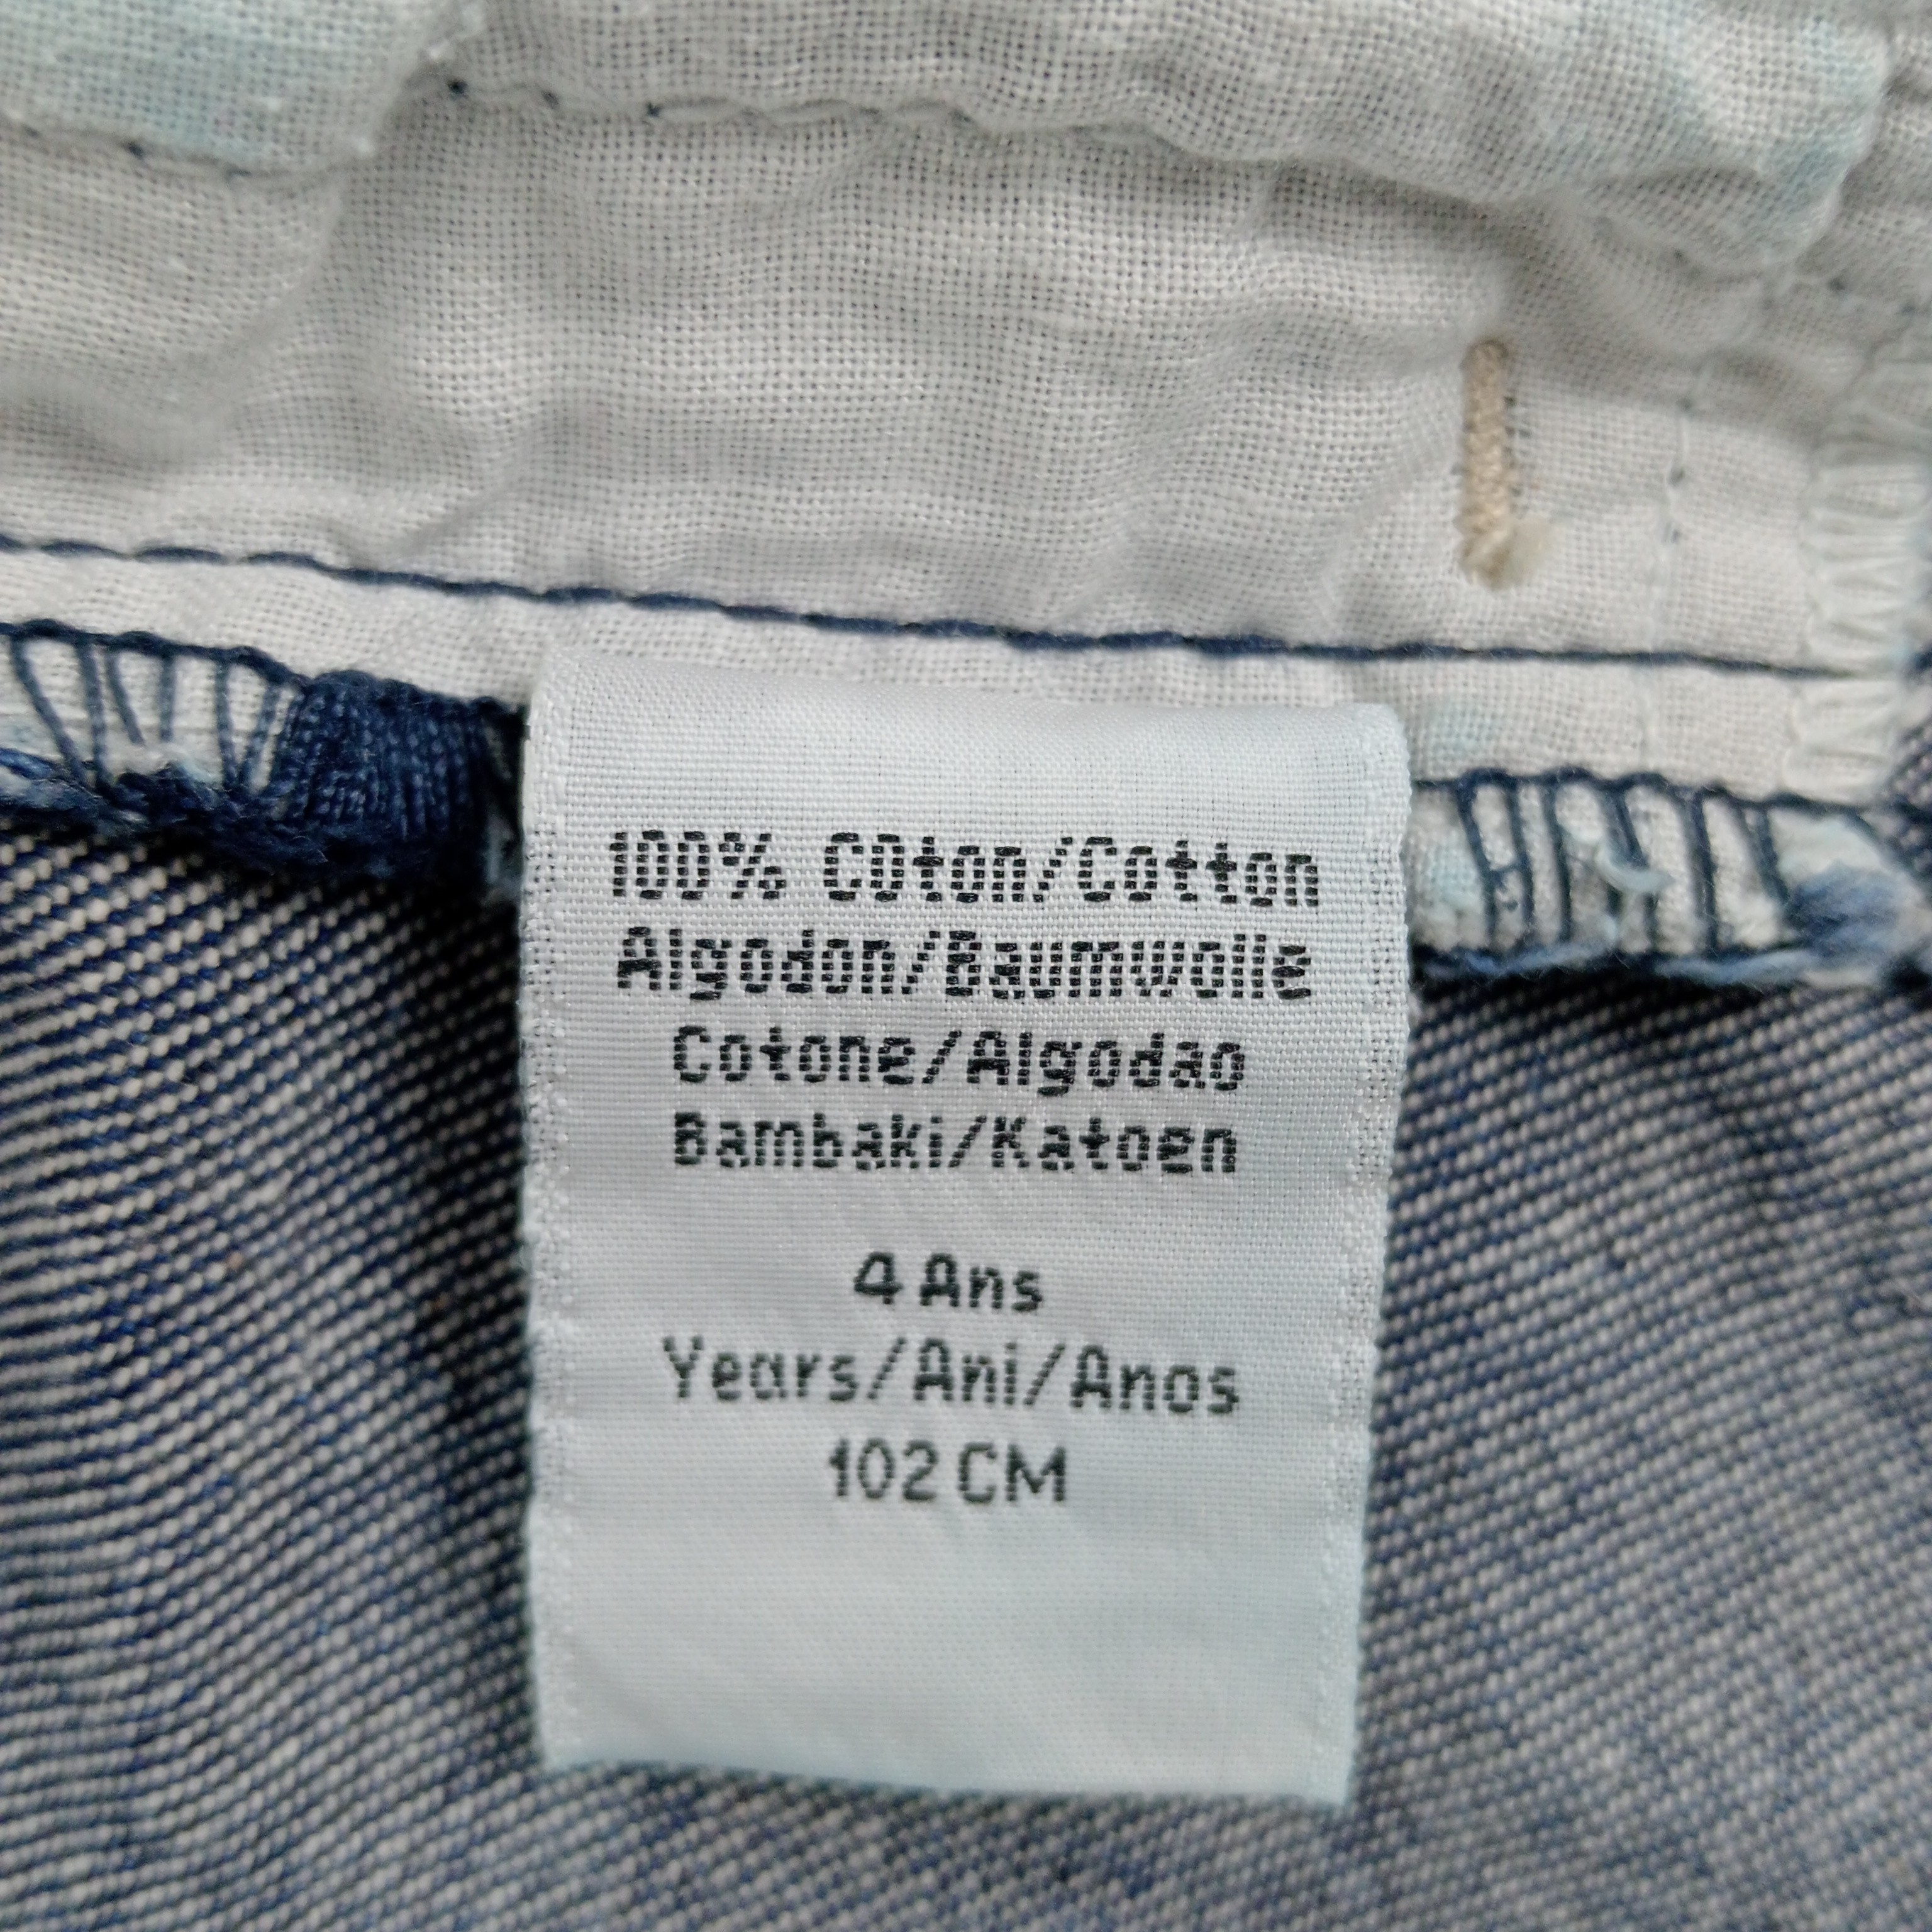 100% Coton/Cotton
Algodon/Baumwolle
Cotone/Algodao
Bambaki/Katoen
4 Ans
Years/Ani/Anos
102 CM